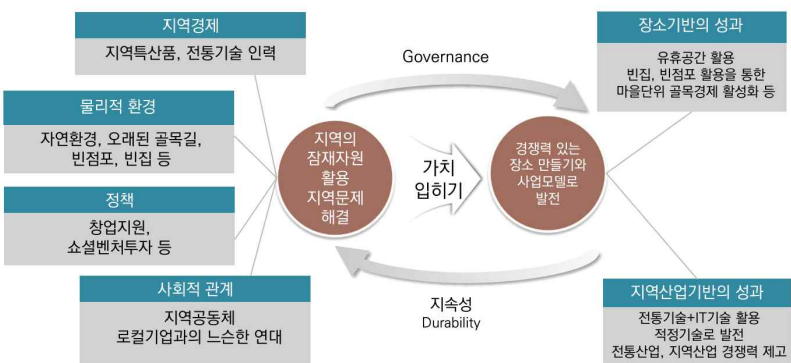 지역경제
지역특산품, 전통기술 인력
물리적 환경
자연환경, 오래된 골목길,
빈점포, 빈집 등
정책
창업지원,
쇼셜벤처투자 등
사회적 관계
지역공동체
로컬기업과의 느슨한 연대
지역의
잠재자원
활용
지역문제
해결
Governance
가치
입히기
지속성
Durability
경쟁력 있는
장소 만들기와
사업모델로
발전
장소기반의 성과
유휴공간 활용
빈집, 빈점포 활용을 통한
마을단위 골목경제 활성화 등
지역산업기반의 성과
전통기술+IT기술 활용
적정기술로 발전
전통산업, 지역산업 경쟁력 제고